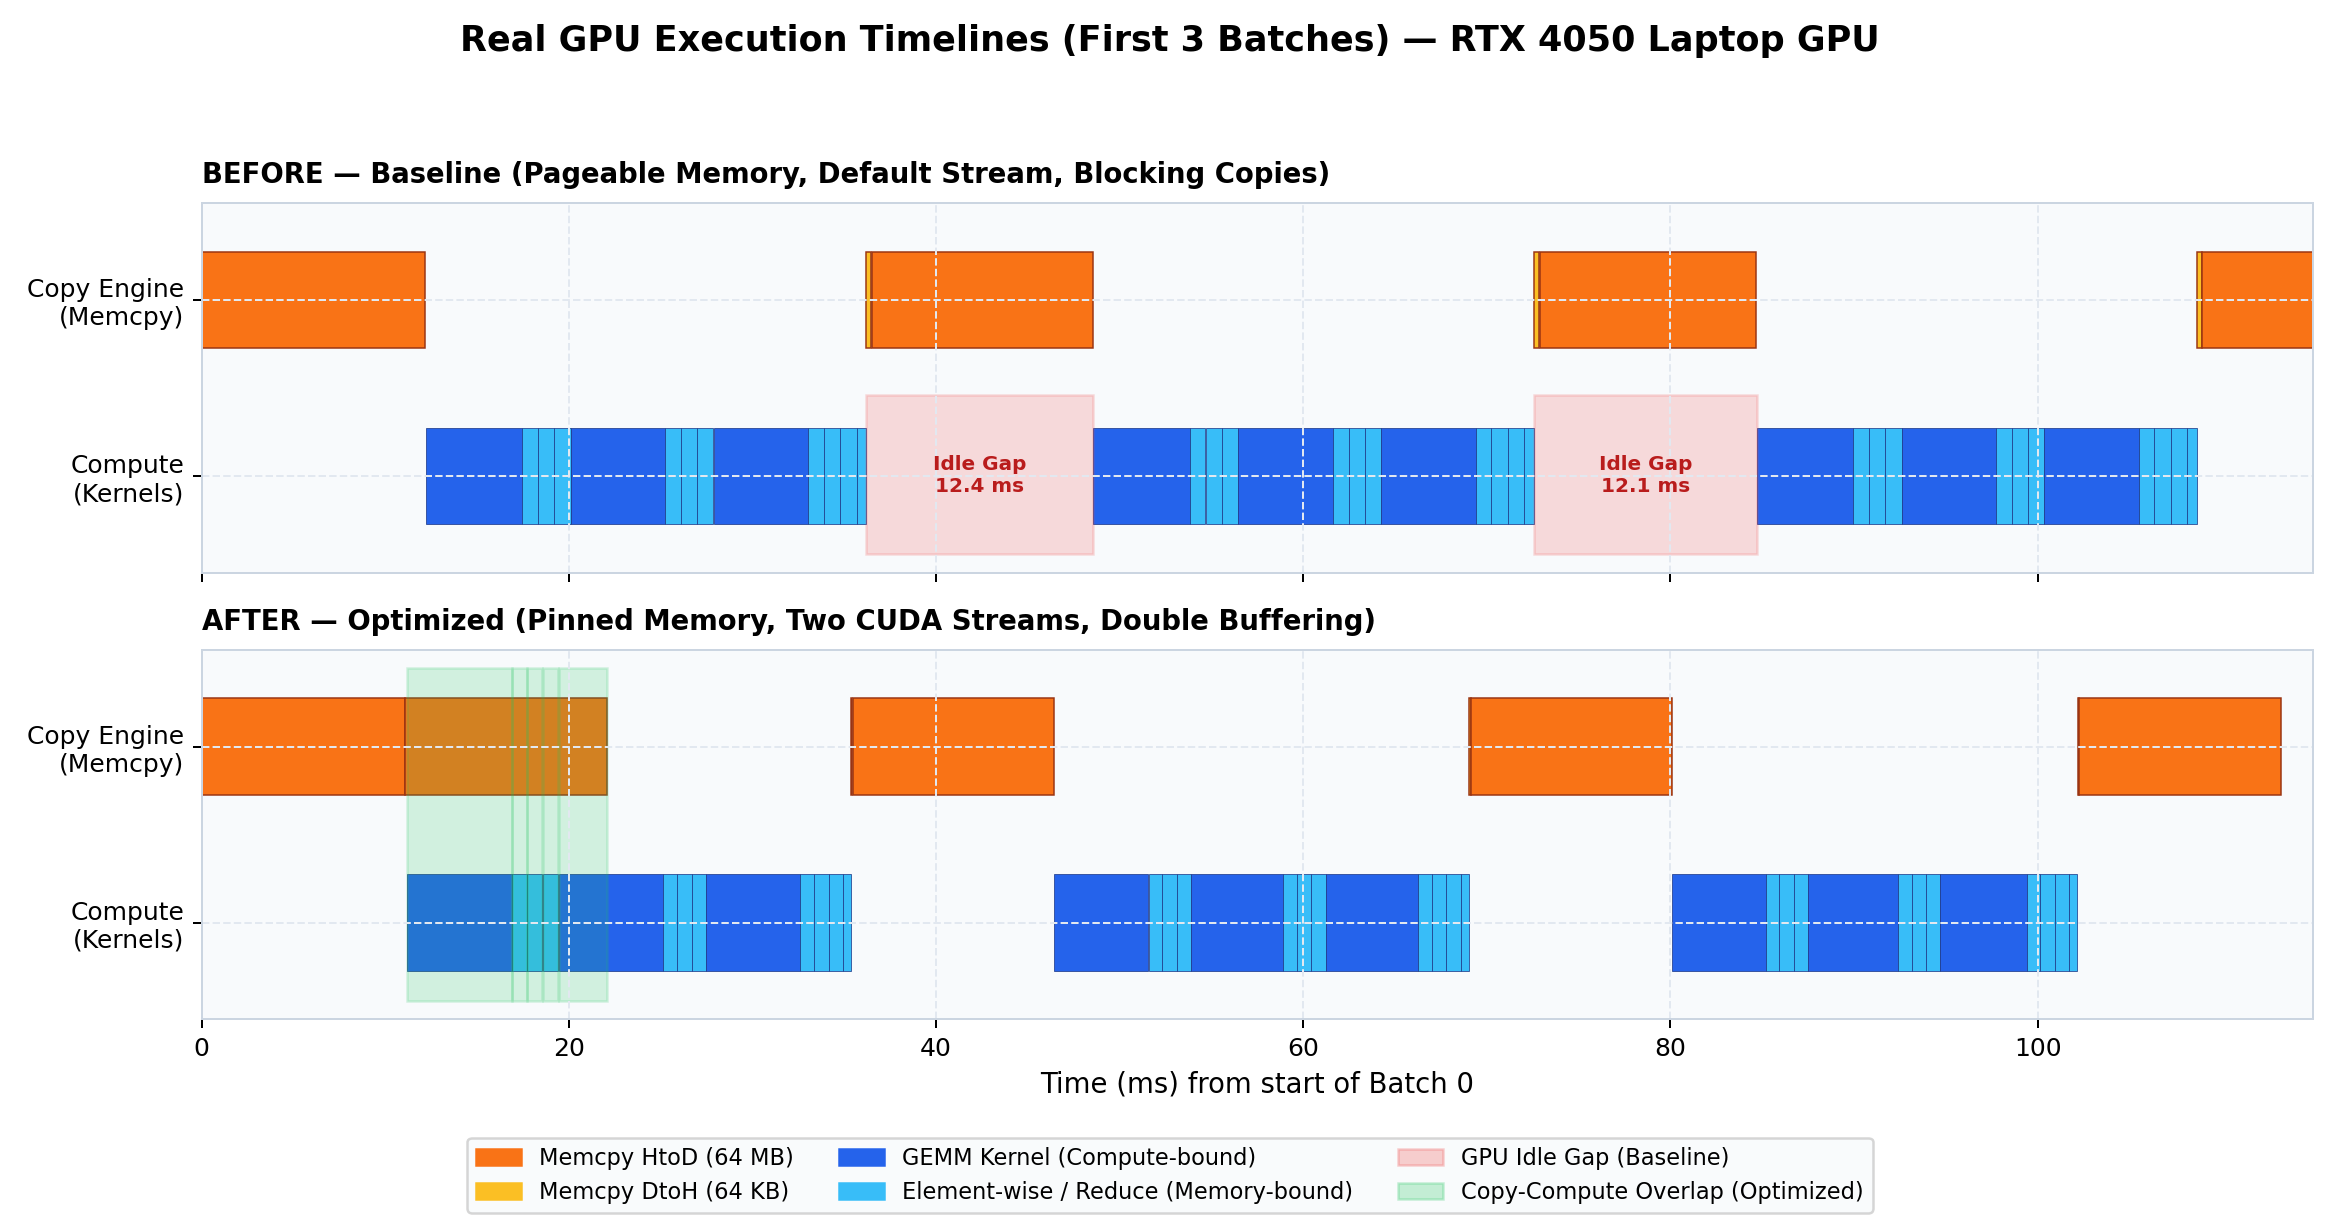 Real GPU Execution Timelines (First 3 Batches) — RTX 4050 Laptop GPU
BEFORE — Baseline (Pageable Memory, Default Stream, Blocking Copies)
Copy Engine
(Memcpy)
Compute
(Kernels)
Idle Gap
12.4 ms
Idle Gap
12.1 ms
AFTER — Optimized (Pinned Memory, Two CUDA Streams, Double Buffering)
Copy Engine
(Memcpy)
Compute
(Kernels)
0 20 40 60 80 100
Time (ms) from start of Batch 0
Memcpy HtoD (64 MB)
Memcpy DtoH (64 KB)
GEMM Kernel (Compute-bound)
Element-wise / Reduce (Memory-bound)
GPU Idle Gap (Baseline)
Copy-Compute Overlap (Optimized)